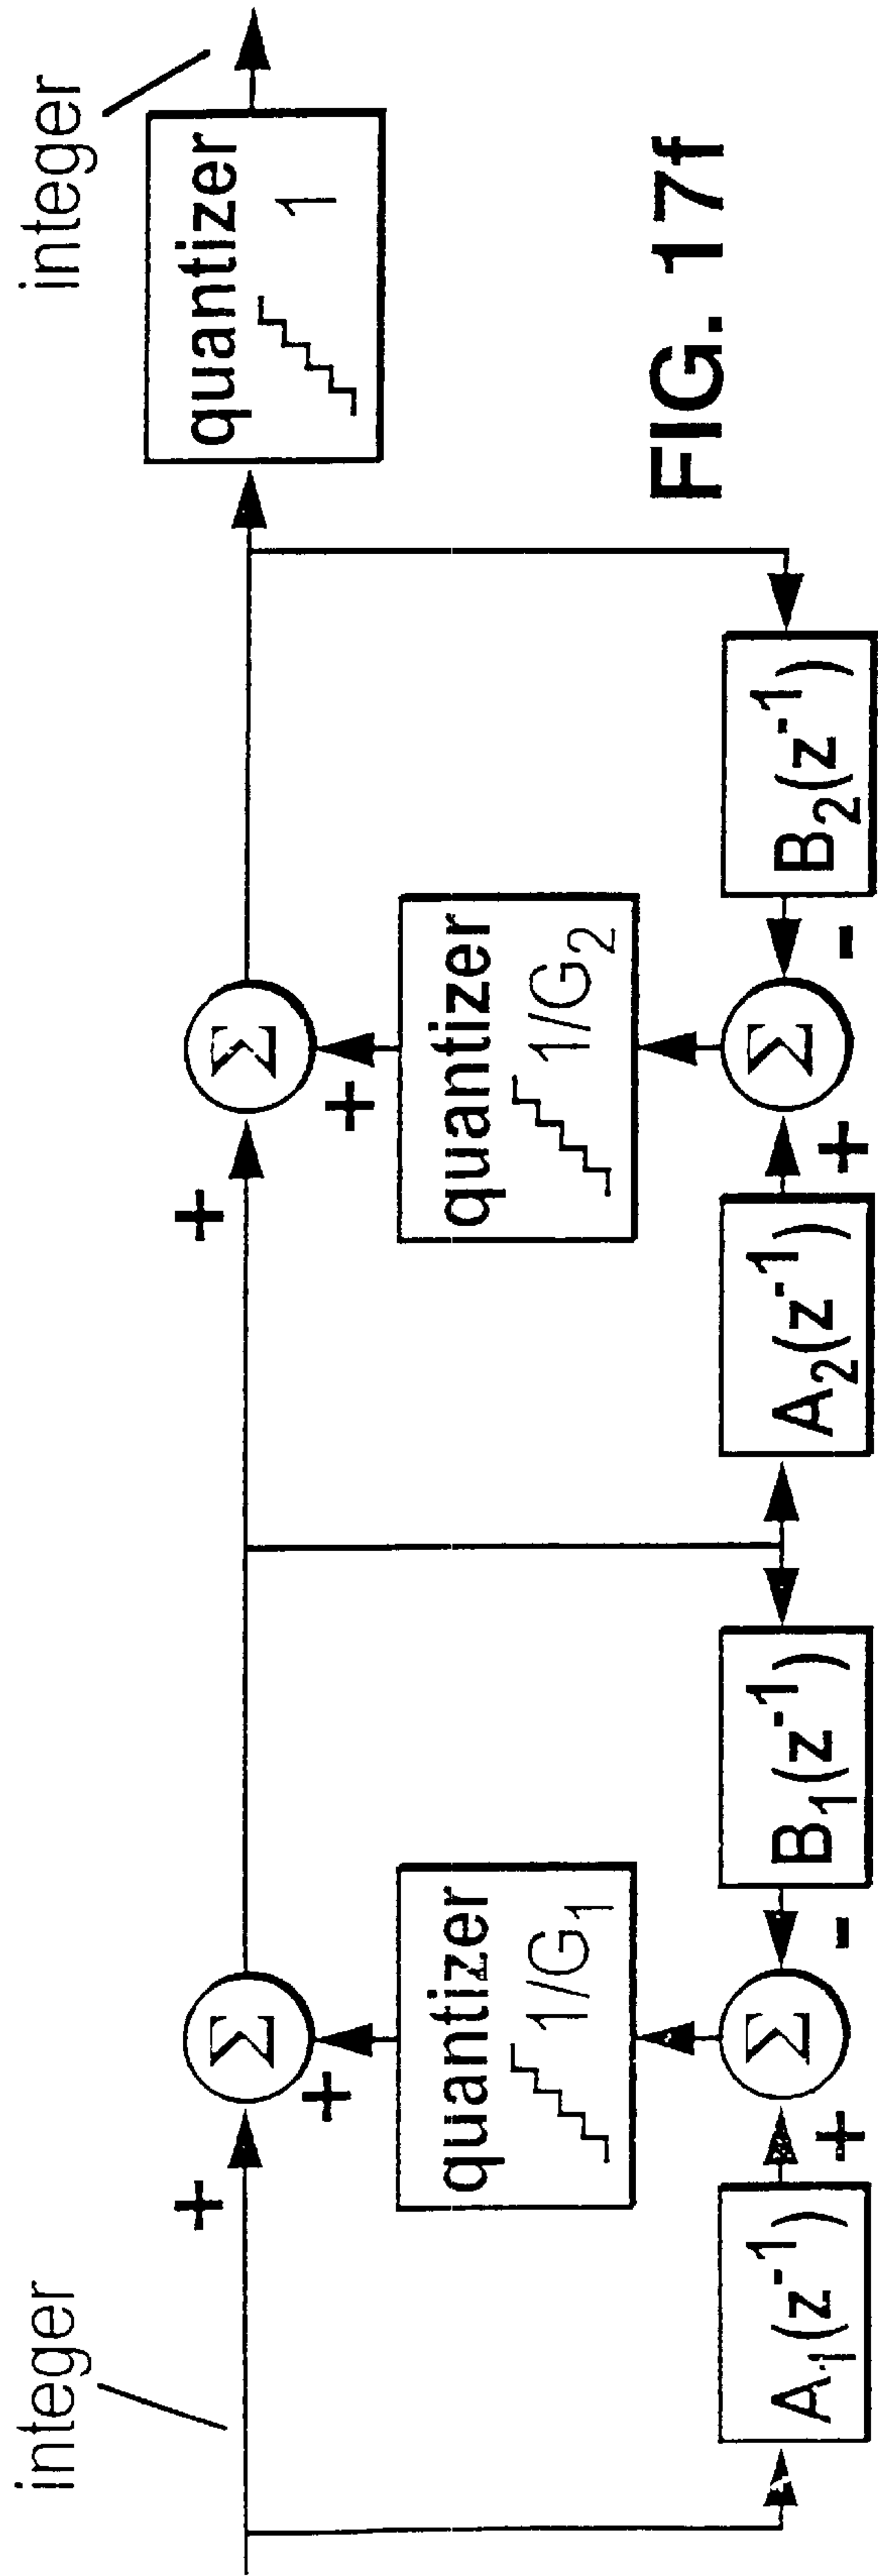 integer
integer
+
Σ
+
quantizer
1/G₁
A₁(z⁻¹)
+
Σ
-
B₁(z⁻¹)
+
Σ
+
quantizer
1/G₂
A₂(z⁻¹)
+
Σ
-
B₂(z⁻¹)
quantizer
1
FIG. 17f